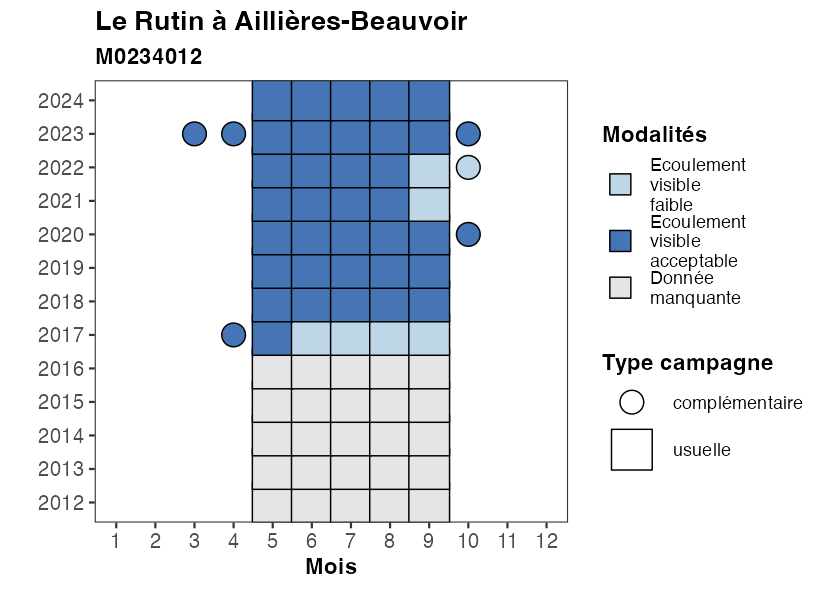 Le Rutin à Aillières-Beauvoir
M0234012
2024
2023
2022
2021
2020
2019
2018
2017
2016
2015
2014
2013
2012
1 2 3 4 5 6 7 8 9 10 11 12
Mois
Modalités
Ecoulement
visible
faible
Ecoulement
visible
acceptable
Donnée
manquante
Type campagne
complémentaire
usuelle